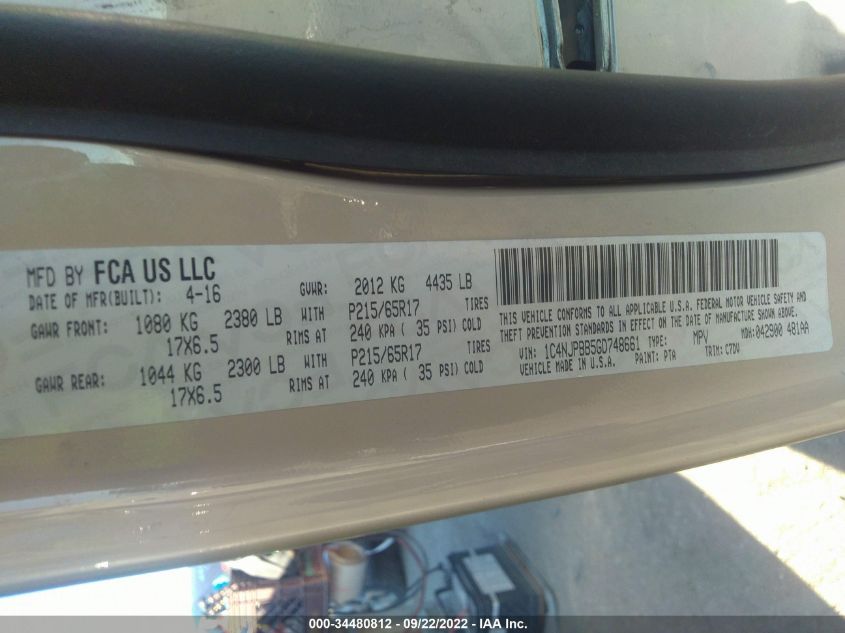 MFD BY FCA US LLC
DATE OF MFR(BUILT): 4-16 GVWR: 2012 KG 4435 LB
GAWR FRONT: 1080 KG 2380 LB WITH P215/65R17 TIRES
17X6.5 RIMS AT 240 KPA ( 35 PSI) COLD
GAWR REAR: 1044 KG 2300 LB WITH P215/65R17 TIRES
17X6.5 RIMS AT 240 KPA ( 35 PSI) COLD
THIS VEHICLE CONFORMS TO ALL APPLICABLE U.S.A. FEDERAL MOTOR VEHICLE SAFETY AND
THEFT PREVENTION STANDARDS IN EFFECT ON THE DATE OF MANUFACTURE SHOWN ABOVE.
VIN: 1C4NJPBB5GD748661 TYPE: MPV MDH: 042900 481AA
VEHICLE MADE IN U.S.A. PAINT: PTA TRIM: C7DV
000-34480812 - 09/22/2022 - IAA Inc.